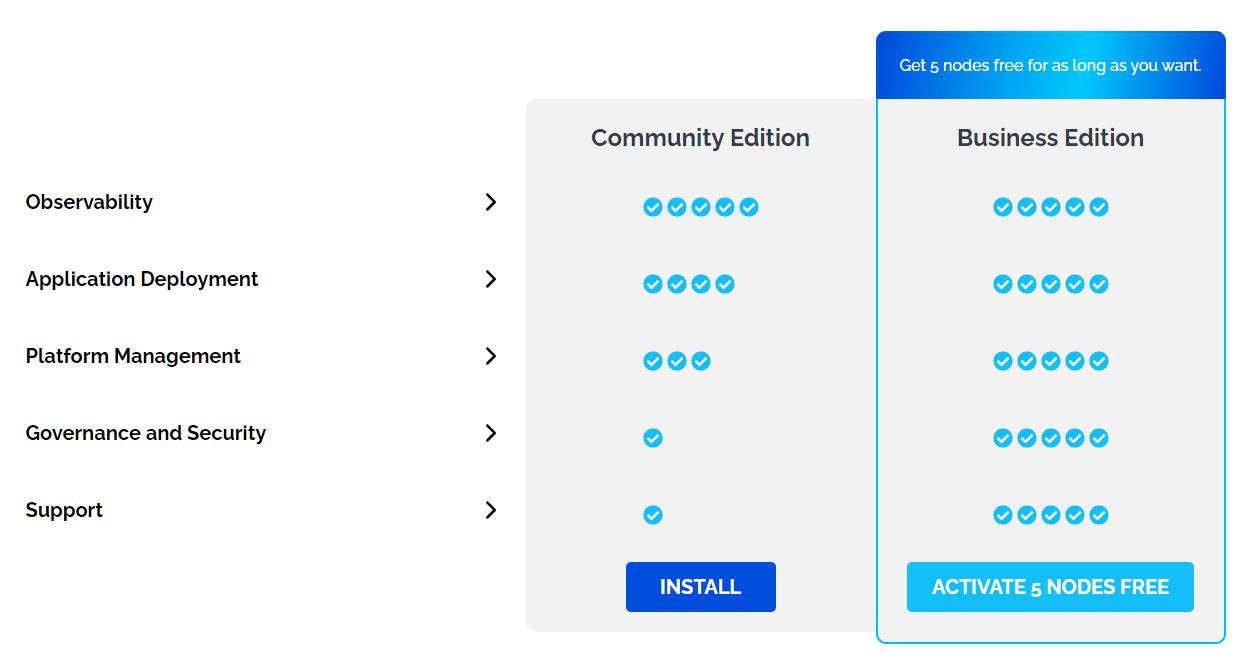 Get 5 nodes free for as long as you want.
Community Edition
Business Edition
Observability
Application Deployment
Platform Management
Governance and Security
Support
INSTALL
ACTIVATE 5 NODES FREE